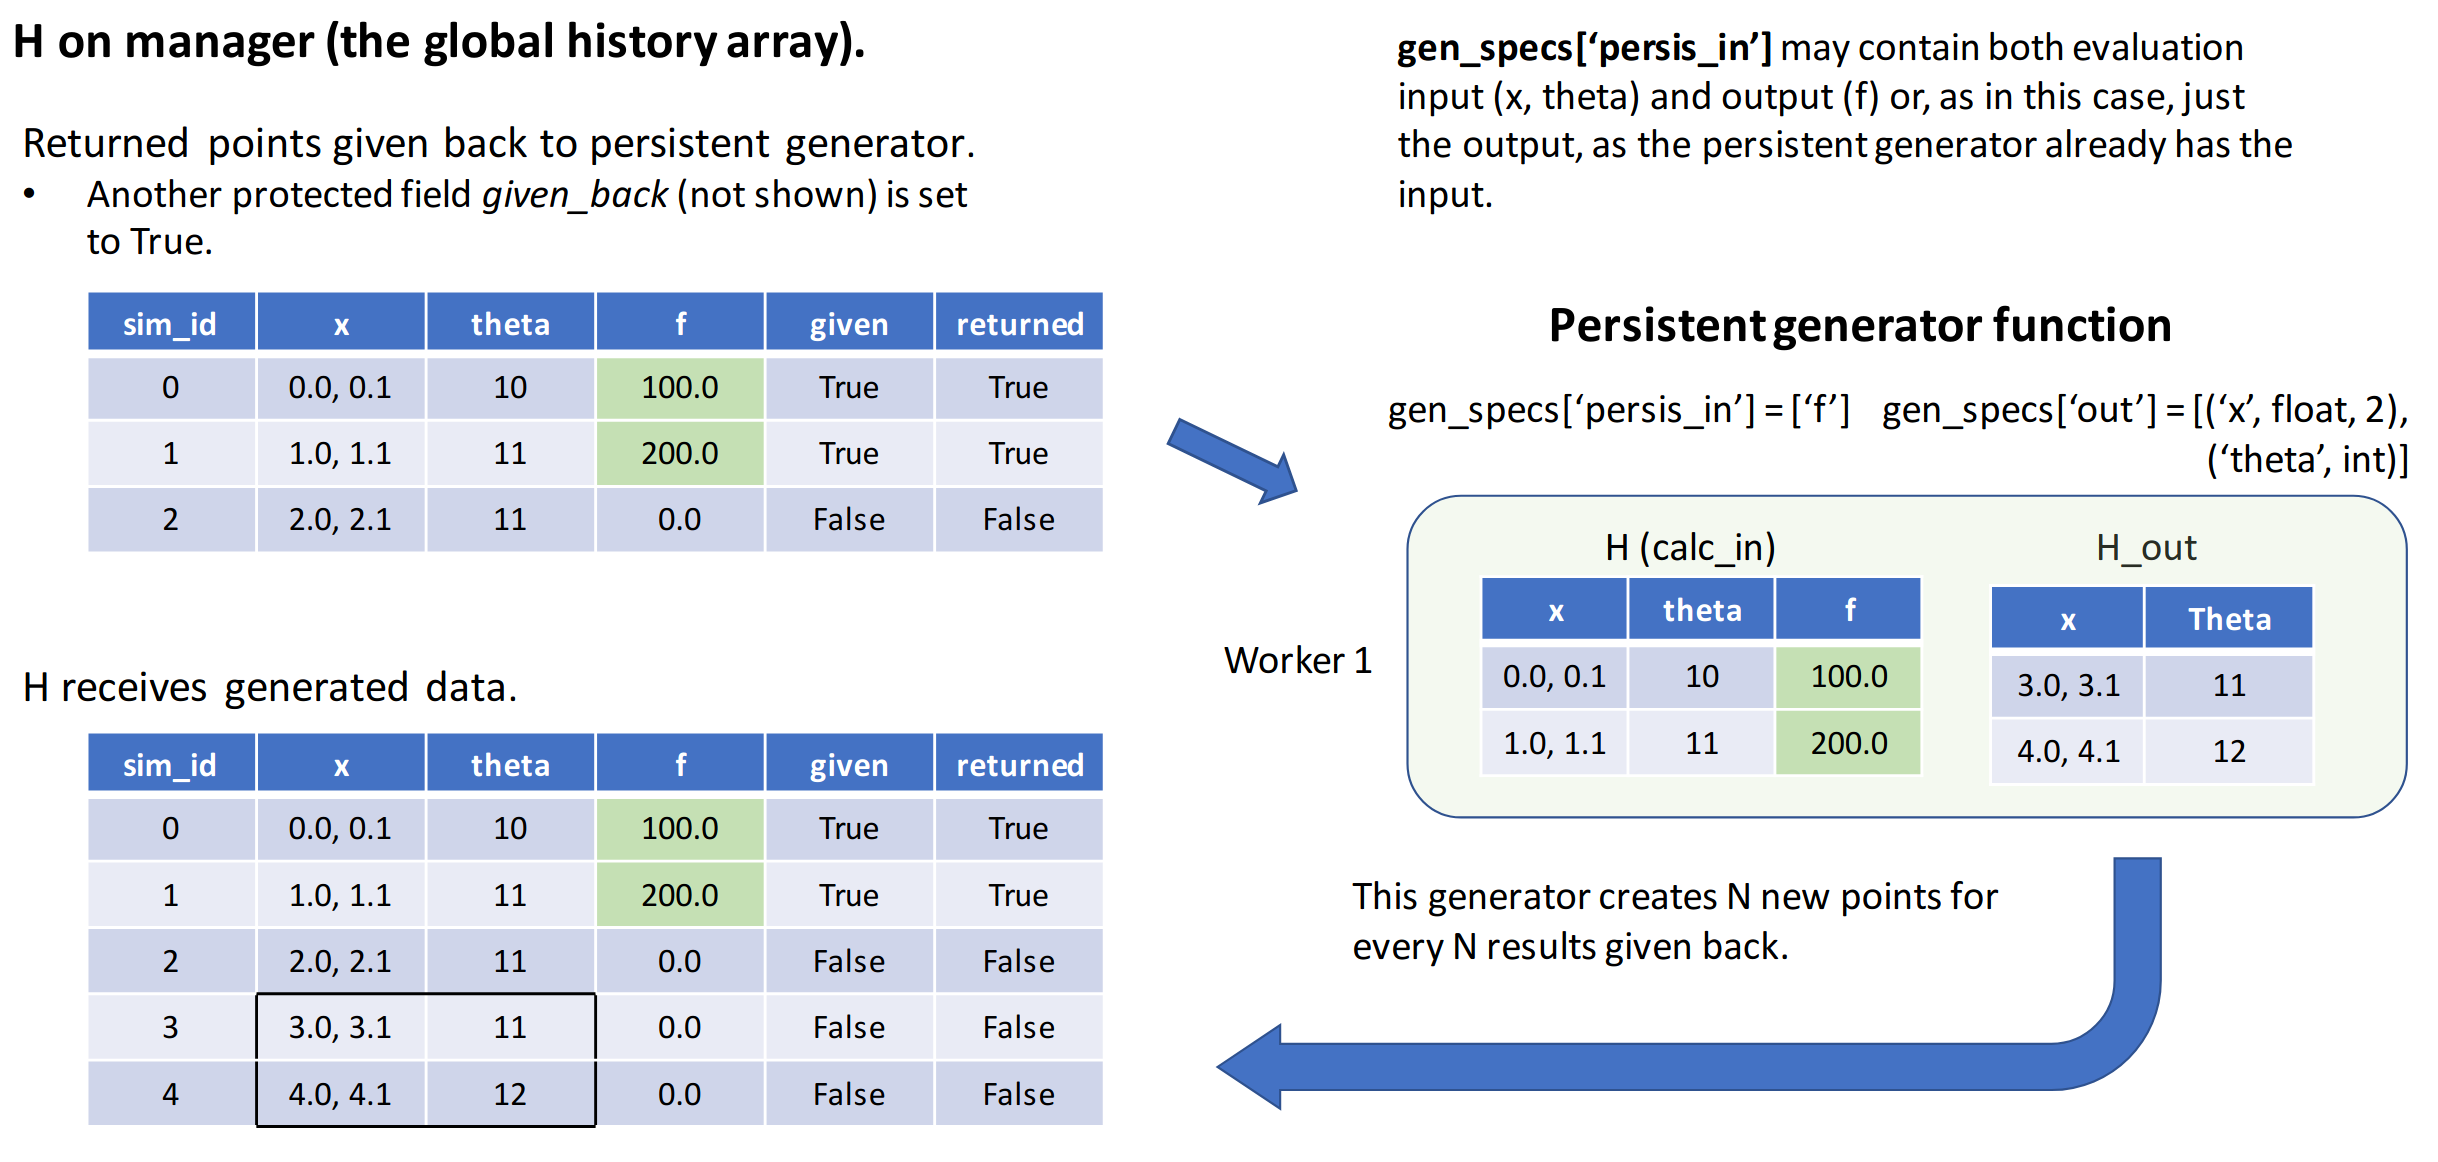 H on manager (the global history array).
Returned points given back to persistent generator.
• Another protected field given_back (not shown) is set
to True.
sim_id x theta f given returned
0 0.0, 0.1 10 100.0 True True
1 1.0, 1.1 11 200.0 True True
2 2.0, 2.1 11 0.0 False False
H receives generated data.
sim_id x theta f given returned
0 0.0, 0.1 10 100.0 True True
1 1.0, 1.1 11 200.0 True True
2 2.0, 2.1 11 0.0 False False
3 3.0, 3.1 11 0.0 False False
4 4.0, 4.1 12 0.0 False False
gen_specs[‘persis_in’] may contain both evaluation
input (x, theta) and output (f) or, as in this case, just
the output, as the persistent generator already has the
input.
Persistent generator function
gen_specs[‘persis_in’] = [‘f’] gen_specs[‘out’] = [(‘x’, float, 2),
(‘theta’, int)]
Worker 1
H (calc_in)
x theta f
0.0, 0.1 10 100.0
1.0, 1.1 11 200.0
H_out
x Theta
3.0, 3.1 11
4.0, 4.1 12
This generator creates N new points for
every N results given back.